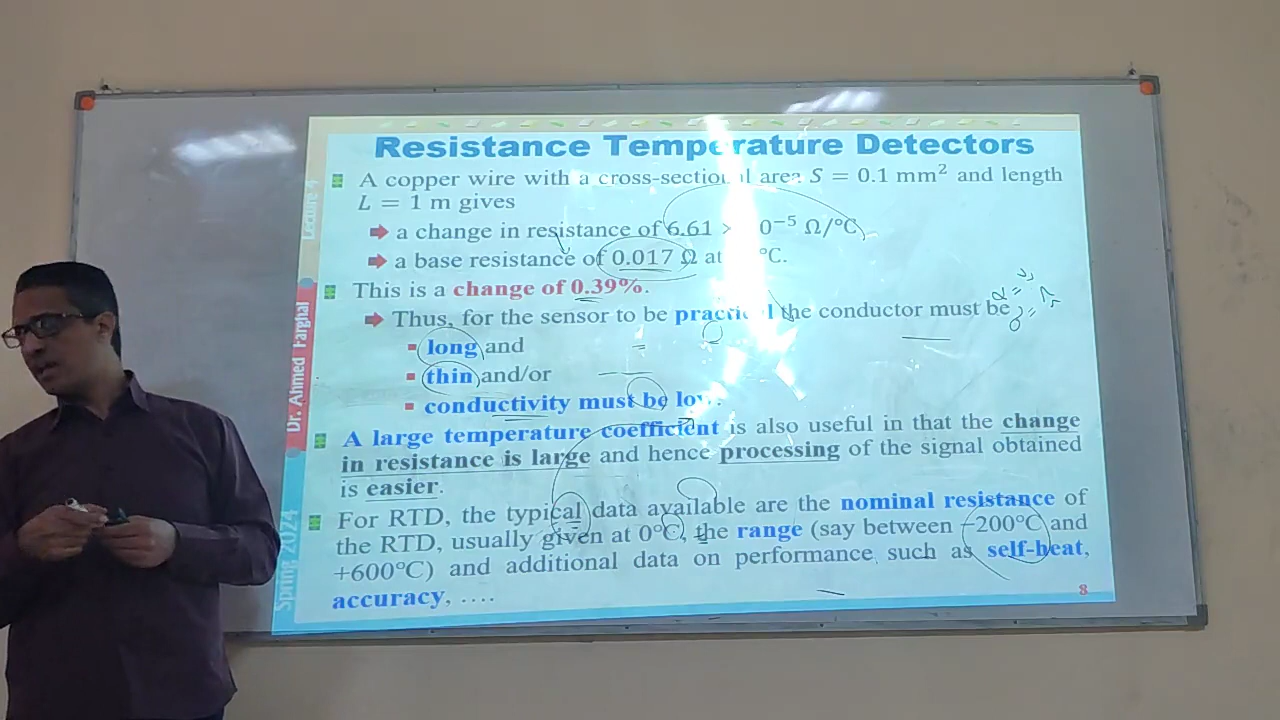 Resistance Temperature Detectors
A copper wire with a cross-sectional area S = 0.1 mm² and length
L = 1 m gives
➡ a change in resistance of 6.61 0⁻⁵ Ω/°C
➡ a base resistance of 0.017 Ω at °C.
This is a change of 0.39%.
➡ Thus, for the sensor to be practical the conductor must be
▪ long and
▪ thin and/or
▪ conductivity must be low.
A large temperature coefficient is also useful in that the change
in resistance is large and hence processing of the signal obtained
is easier.
For RTD, the typical data available are the nominal resistance of
the RTD, usually given at 0°C, the range (say between −200°C and
+600°C) and additional data on performance such as self-heat,
accuracy, ….
8
Lecture 4
Dr. Ahmed Farghal
Spring 2024